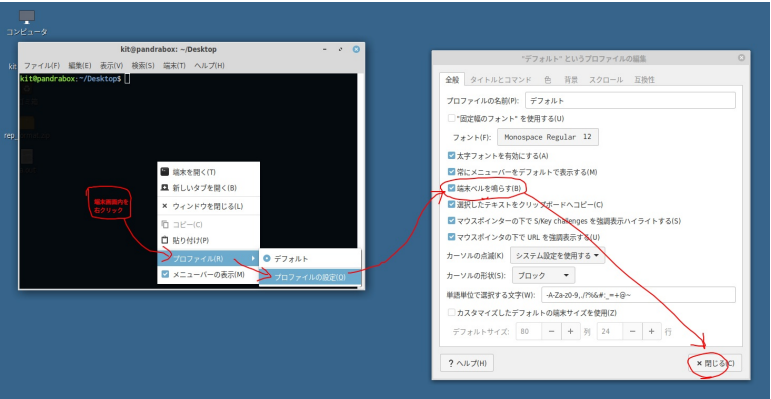 コンピュータ
kit@pandrabox: ~/Desktop
ファイル(F) 編集(E) 表示(V) 検索(S) 端末(T) ヘルプ(H)
kit@pandrabox:~/Desktop$
kit
rep_
端末画面内を
右クリック
端末を開く(T)
新しいタブを開く(B)
ウィンドウを閉じる(L)
コピー(C)
貼り付け(P)
プロファイル(R)
メニューバーの表示(M)
デフォルト
プロファイルの設定(O)
"デフォルト" というプロファイルの編集
全般 タイトルとコマンド 色 背景 スクロール 互換性
プロファイルの名前(P): デフォルト
"固定幅のフォント" を使用する(U)
フォント(F): Monospace Regular 12
太字フォントを有効にする(A)
常にメニューバーをデフォルトで表示する(M)
端末ベルを鳴らす(B)
選択したテキストをクリップボードへコピー(C)
マウスポインターの下で S/Key challenges を強調表示ハイライトする(S)
マウスポインタの下で URL を強調表示する(U)
カーソルの点滅(K) システム設定を使用する
カーソルの形状(S): ブロック
単語単位で選択する文字(W): -A-Za-z0-9,./?%&#:_=+@~
カスタマイズしたデフォルトの端末サイズを使用(Z)
デフォルトサイズ: 80 − + 列 24 − + 行
? ヘルプ(H)
× 閉じる(C)